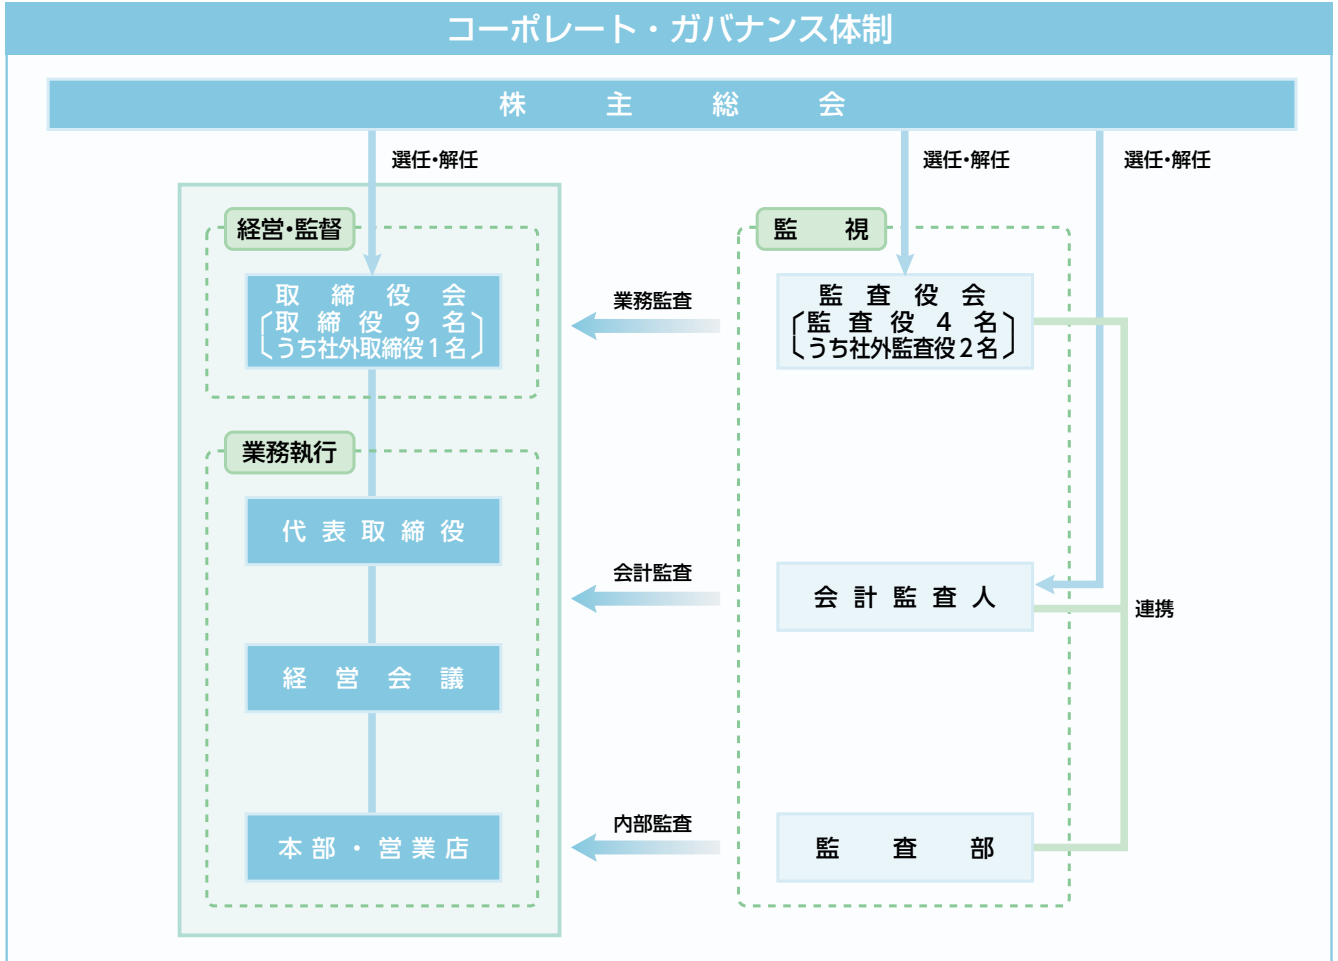 コーポレート・ガバナンス体制
株主総会
選任・解任
選任・解任
選任・解任
経営・監督
取締役会
取締役9名
うち社外取締役1名
業務監査
監視
監査役会
監査役4名
うち社外監査役2名
業務執行
代表取締役
会計監査
会計監査人
連携
経営会議
内部監査
本部・営業店
監査部